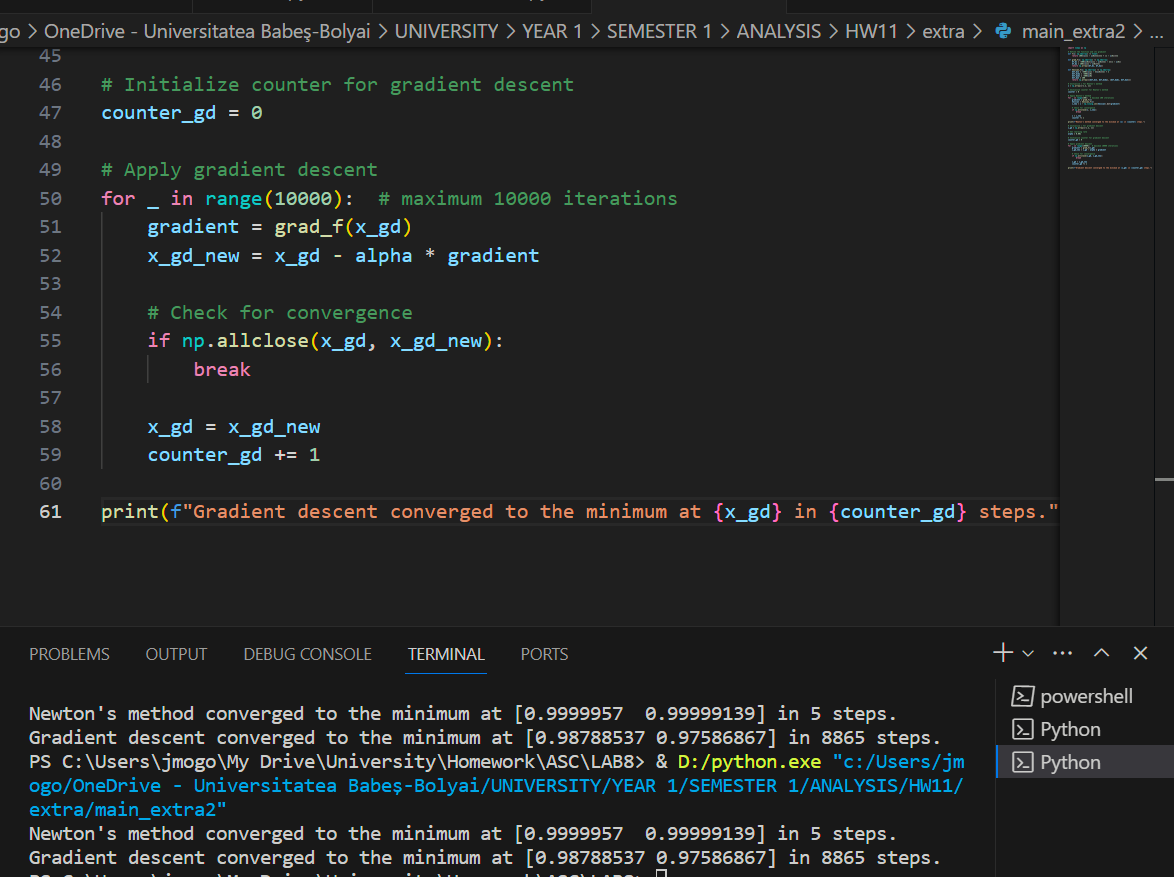 go > OneDrive - Universitatea Babeş-Bolyai > UNIVERSITY > YEAR 1 > SEMESTER 1 > ANALYSIS > HW11 > extra > main_extra2 > ...
45
46 # Initialize counter for gradient descent
47 counter_gd = 0
48
49 # Apply gradient descent
50 for _ in range(10000):  # maximum 10000 iterations
51     gradient = grad_f(x_gd)
52     x_gd_new = x_gd - alpha * gradient
53
54     # Check for convergence
55     if np.allclose(x_gd, x_gd_new):
56         break
57
58     x_gd = x_gd_new
59     counter_gd += 1
60
61 print(f"Gradient descent converged to the minimum at {x_gd} in {counter_gd} steps."
PROBLEMS OUTPUT DEBUG CONSOLE TERMINAL PORTS
powershell
Python
Python
Newton's method converged to the minimum at [0.9999957  0.99999139] in 5 steps.
Gradient descent converged to the minimum at [0.98788537 0.97586867] in 8865 steps.
PS C:\Users\jmogo\My Drive\University\Homework\ASC\LAB8> & D:/python.exe "c:/Users/jm
ogo/OneDrive - Universitatea Babeş-Bolyai/UNIVERSITY/YEAR 1/SEMESTER 1/ANALYSIS/HW11/
extra/main_extra2"
Newton's method converged to the minimum at [0.9999957  0.99999139] in 5 steps.
Gradient descent converged to the minimum at [0.98788537 0.97586867] in 8865 steps.